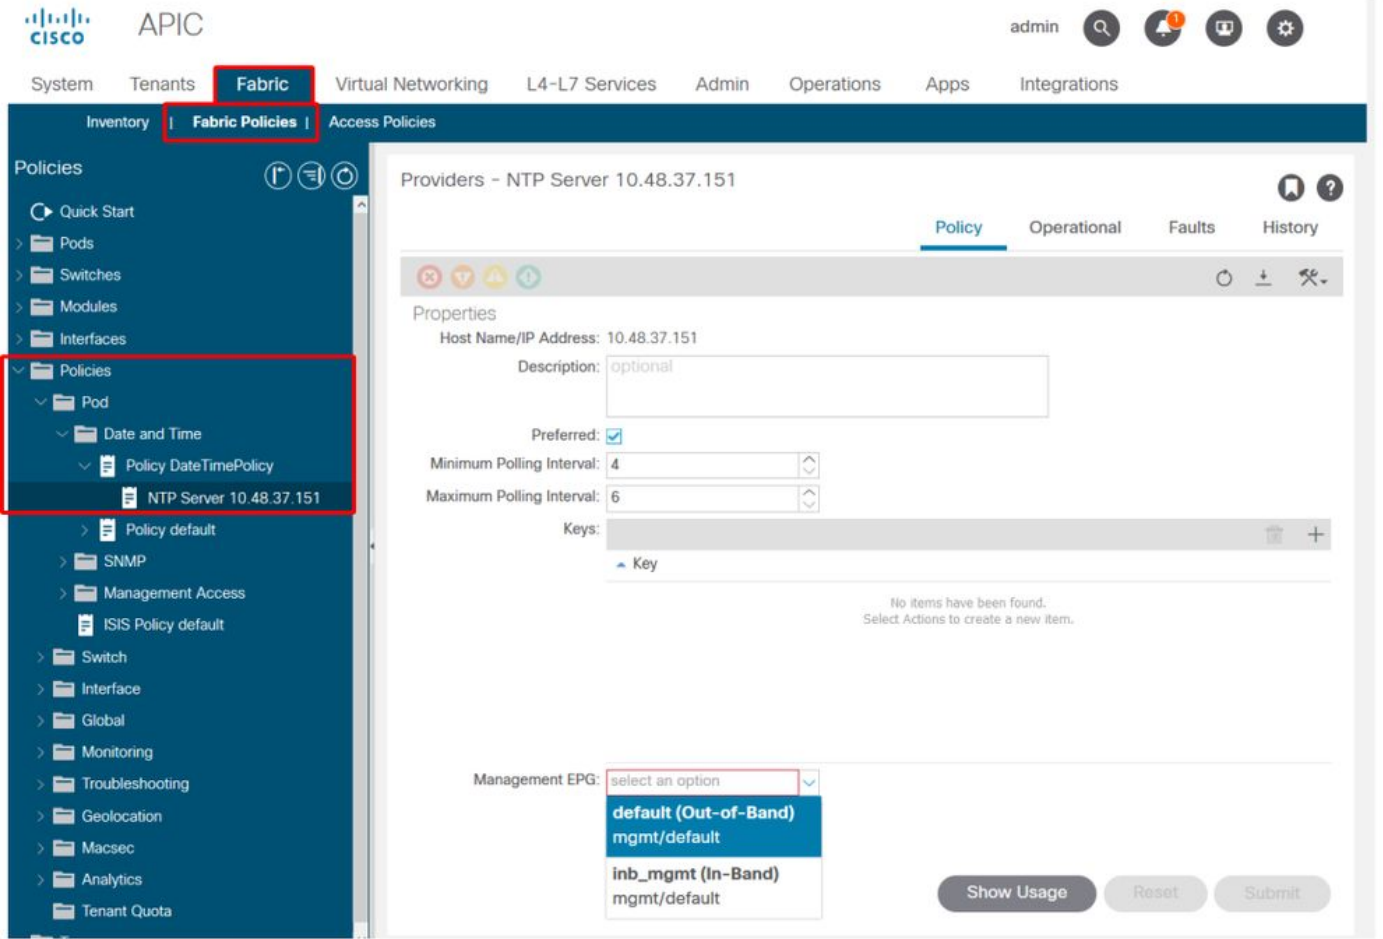 CISCO
APIC
admin
1
System Tenants Fabric Virtual Networking L4-L7 Services Admin Operations Apps Integrations
Inventory | Fabric Policies | Access Policies
Policies
Quick Start
Pods
Switches
Modules
Interfaces
Policies
Pod
Date and Time
Policy DateTimePolicy
NTP Server 10.48.37.151
Policy default
SNMP
Management Access
ISIS Policy default
Switch
Interface
Global
Monitoring
Troubleshooting
Geolocation
Macsec
Analytics
Tenant Quota
Providers - NTP Server 10.48.37.151
Policy Operational Faults History
Properties
Host Name/IP Address: 10.48.37.151
Description: optional
Preferred:
Minimum Polling Interval: 4
Maximum Polling Interval: 6
Keys:
Key
No items have been found.
Select Actions to create a new item.
Management EPG: select an option
default (Out-of-Band)
mgmt/default
inb_mgmt (In-Band)
mgmt/default
Show Usage Reset Submit